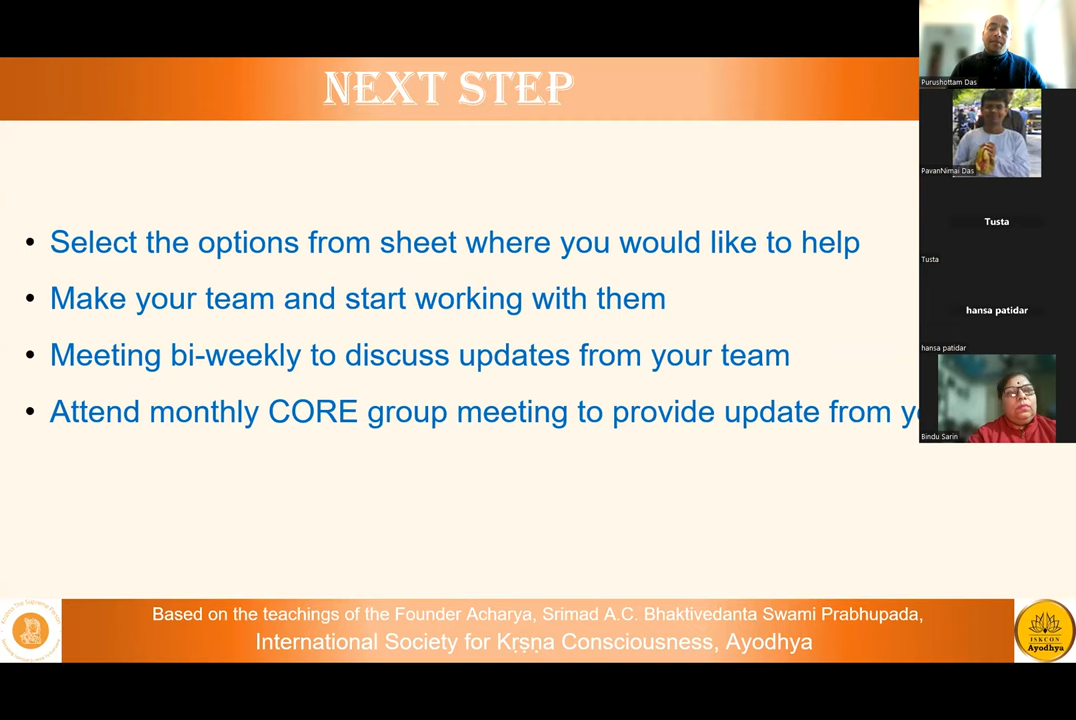 NEXT STEP
• Select the options from sheet where you would like to help
• Make your team and start working with them
• Meeting bi-weekly to discuss updates from your team
• Attend monthly CORE group meeting to provide update from
Based on the teachings of the Founder Acharya, Srimad A.C. Bhaktivedanta Swami Prabhupada,
International Society for Kṛṣṇa Consciousness, Ayodhya
ISKCON
Ayodhya
Purushottam Das
PavanNimai Das
Tusta
Tusta
hansa patidar
hansa patidar
Bindu Sarin